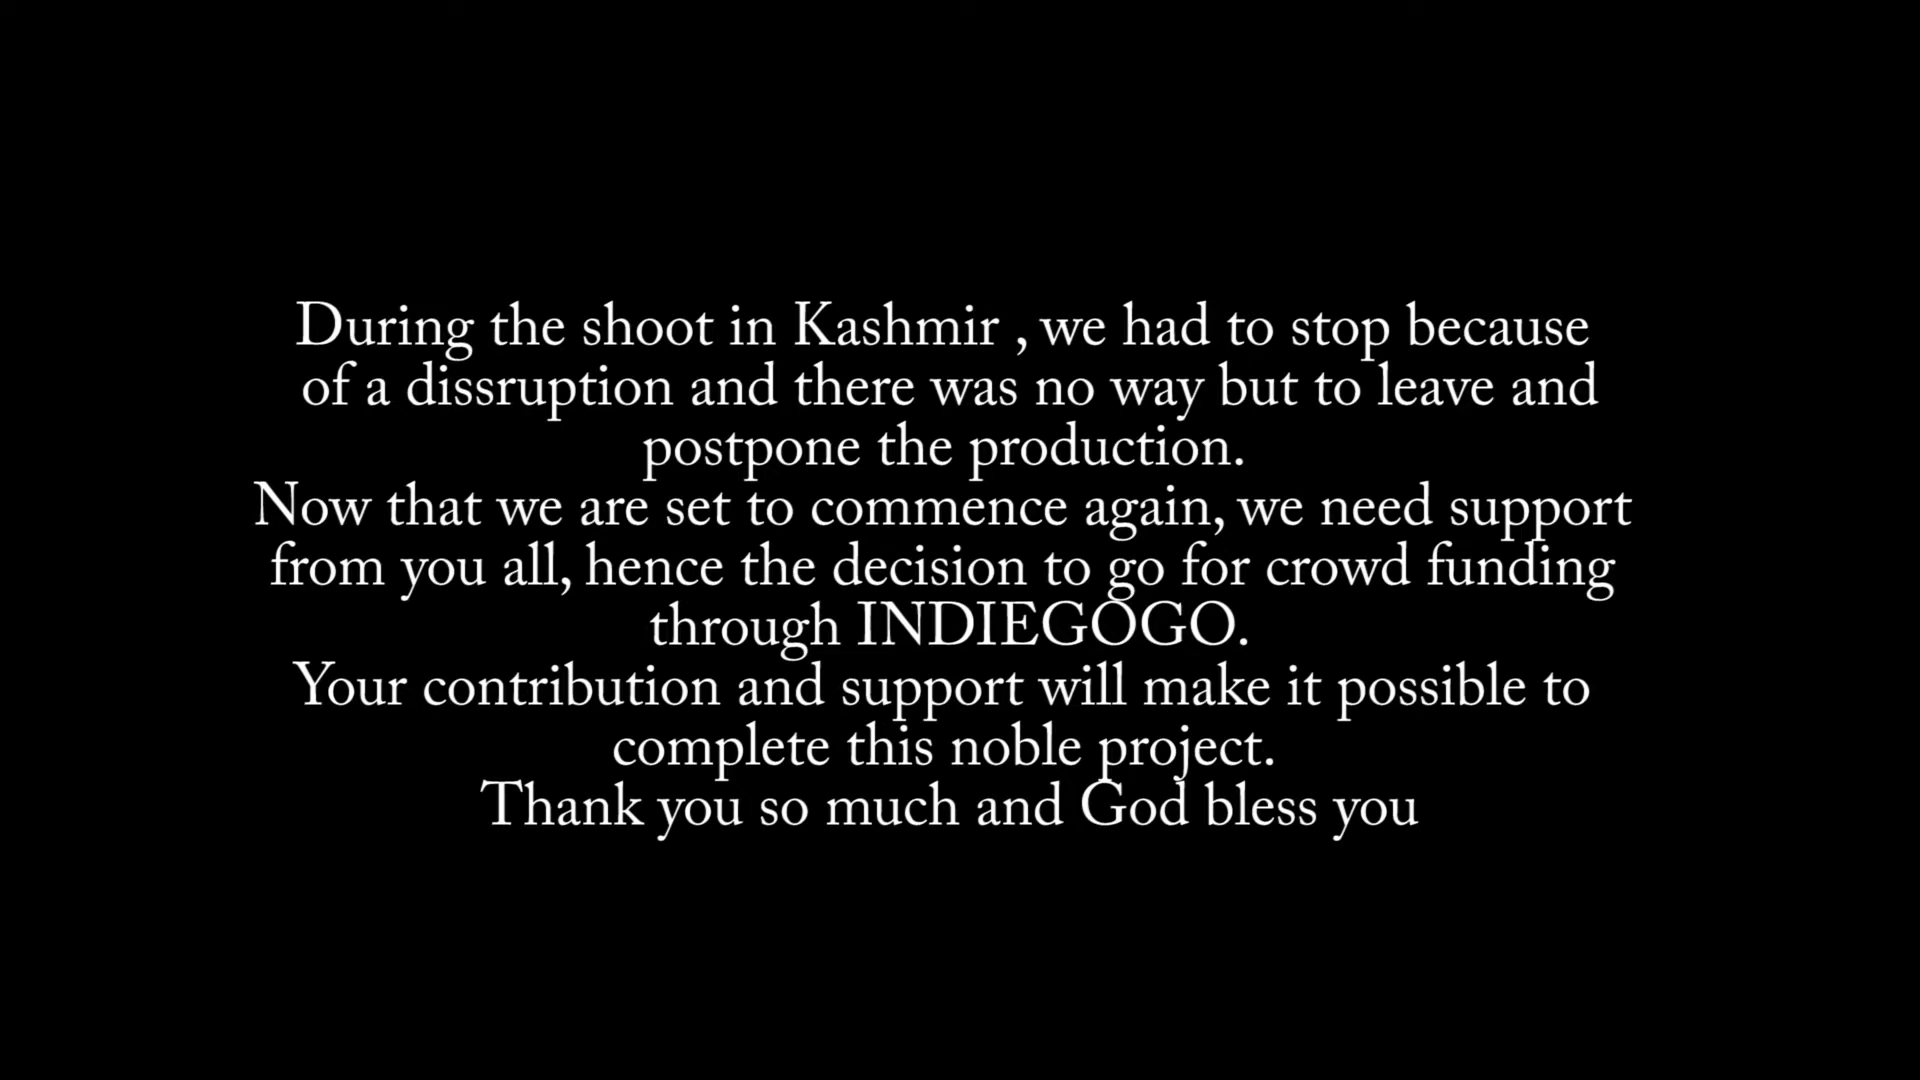 During the shoot in Kashmir , we had to stop because
of a dissruption and there was no way but to leave and
postpone the production.
Now that we are set to commence again, we need support
from you all, hence the decision to go for crowd funding
through INDIEGOGO.
Your contribution and support will make it possible to
complete this noble project.
Thank you so much and God bless you